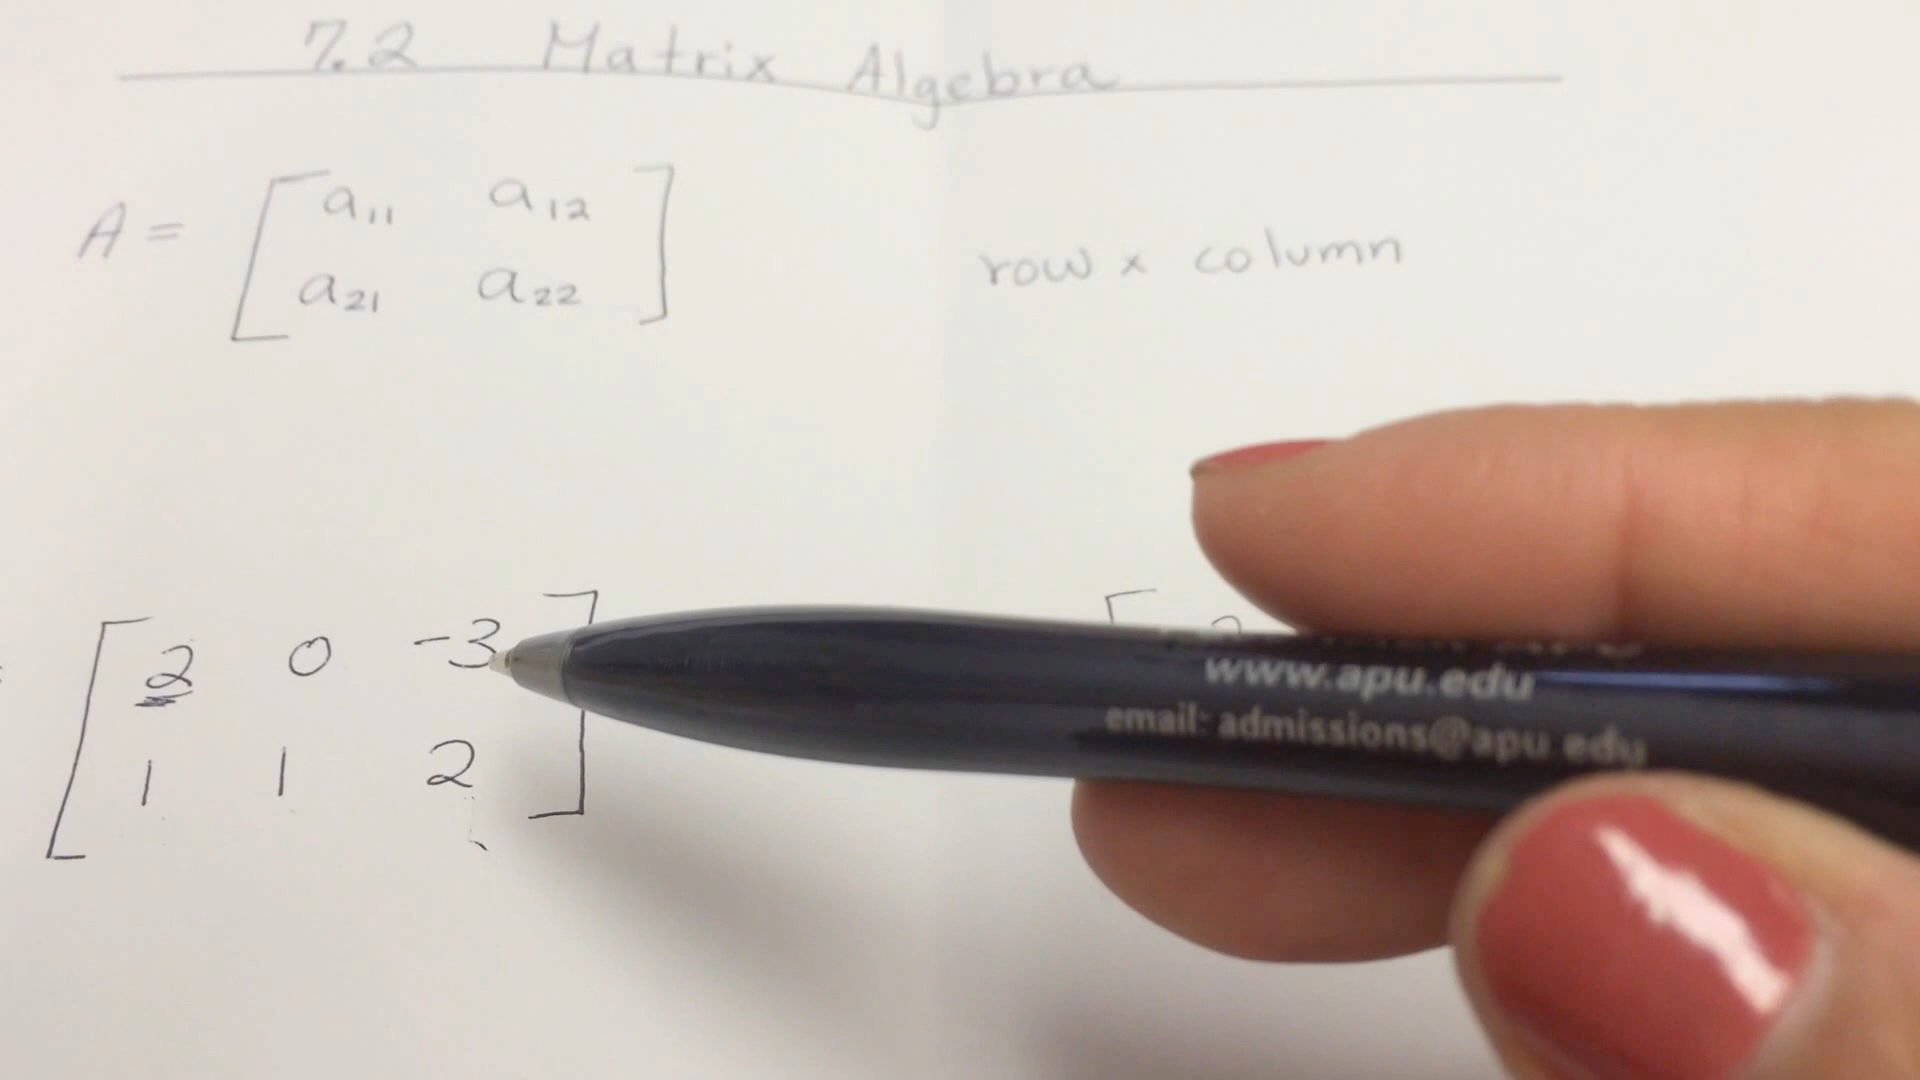 7.2 Matrix Algebra
A = [ a11 a12
a21 a22 ]
row x column
[ 2 0 -3
1 1 2 ]
www.apu.edu
email: admissions@apu.edu